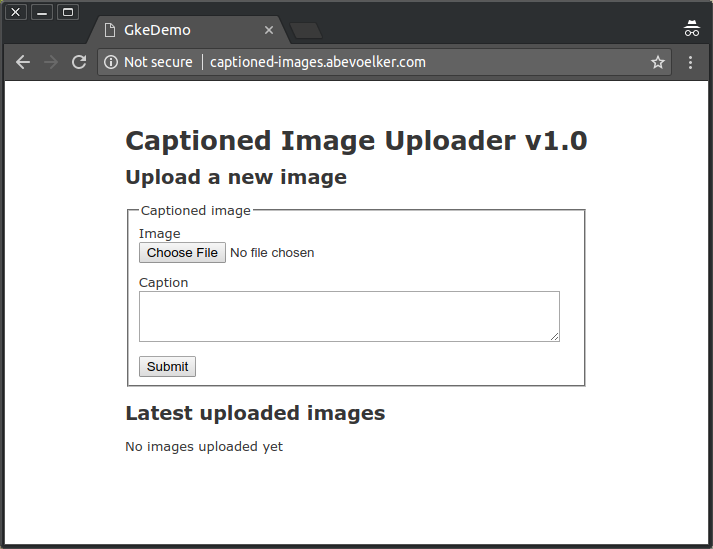 GkeDemo
Not secure captioned-images.abevoelker.com
Captioned Image Uploader v1.0
Upload a new image
Captioned image
Image
Choose File No file chosen
Caption
Submit
Latest uploaded images
No images uploaded yet